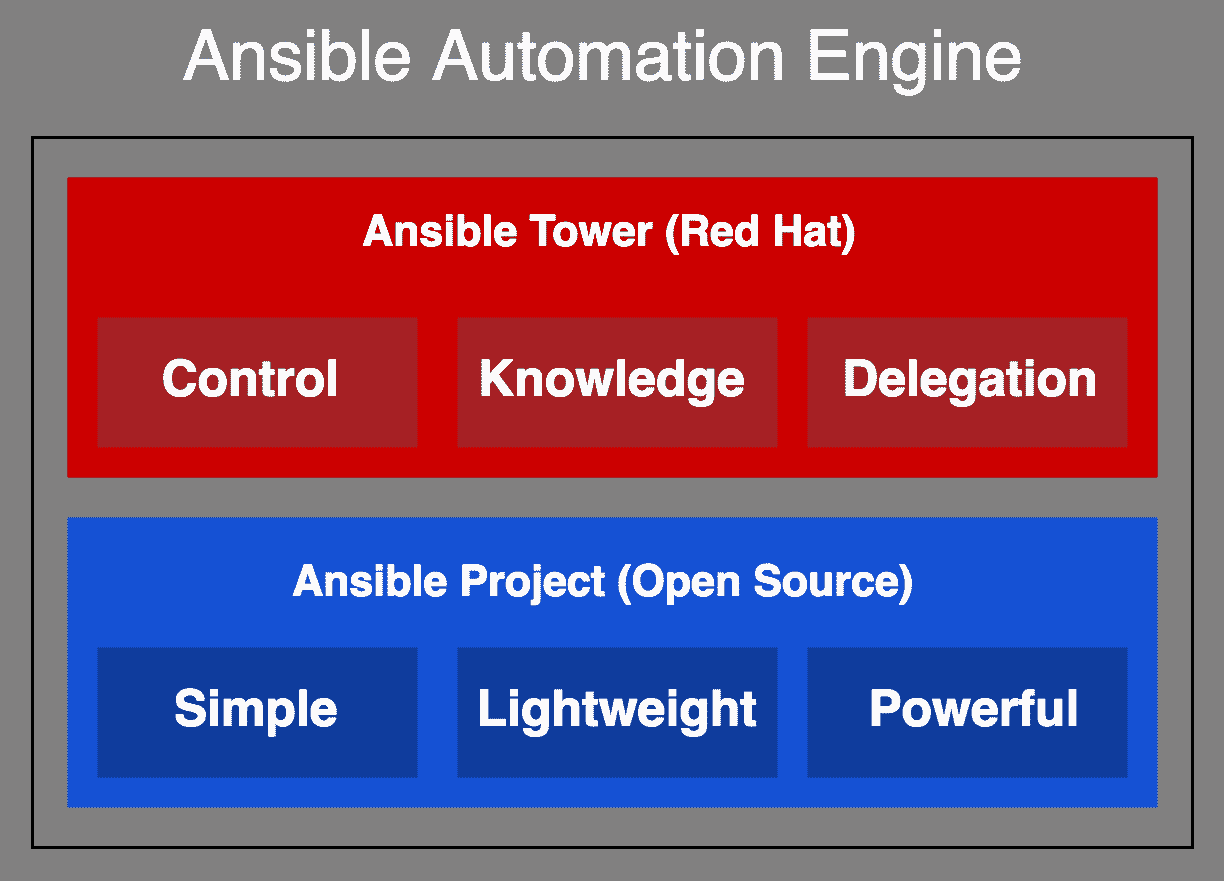 Ansible Automation Engine
Ansible Tower (Red Hat)
Control
Knowledge
Delegation
Ansible Project (Open Source)
Simple
Lightweight
Powerful